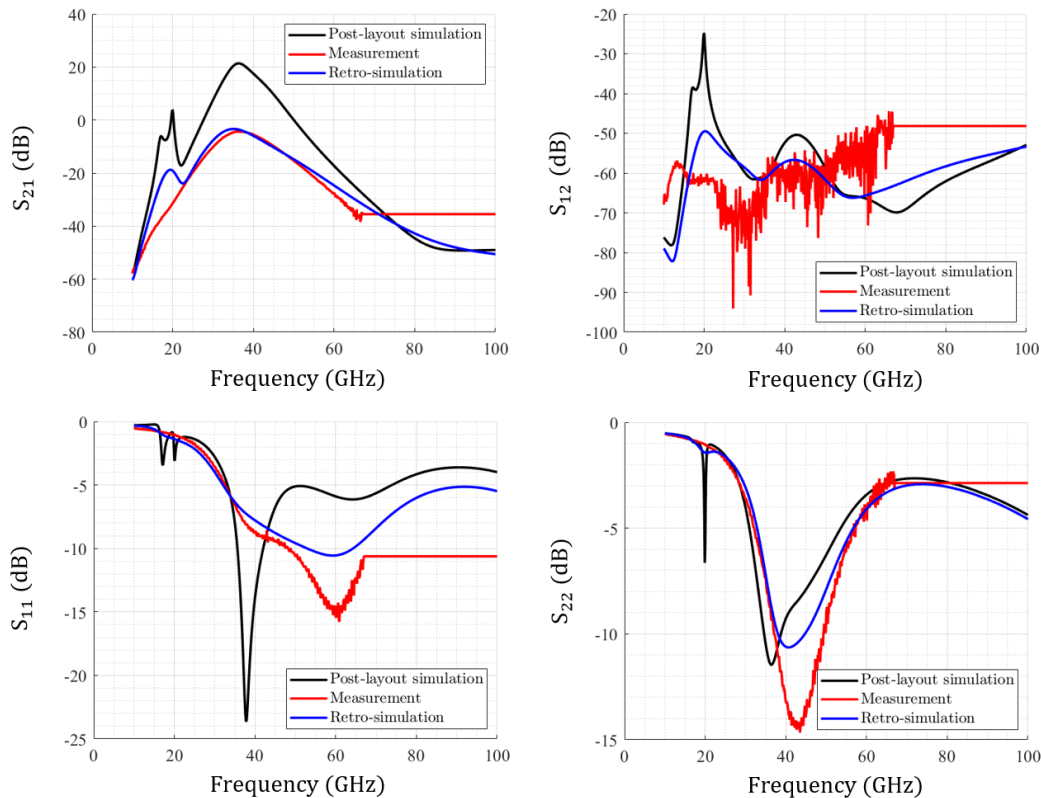 40
20
0
-20
-40
-60
-80
0
20
40
60
80
100
S21 (dB)
Frequency (GHz)
Post-layout simulation
Measurement
Retro-simulation
-20
-30
-40
-50
-60
-70
-80
-90
-100
0
20
40
60
80
100
S12 (dB)
Frequency (GHz)
Post-layout simulation
Measurement
Retro-simulation
0
-5
-10
-15
-20
-25
0
20
40
60
80
100
S11 (dB)
Frequency (GHz)
Post-layout simulation
Measurement
Retro-simulation
0
-5
-10
-15
0
20
40
60
80
100
S22 (dB)
Frequency (GHz)
Post-layout simulation
Measurement
Retro-simulation